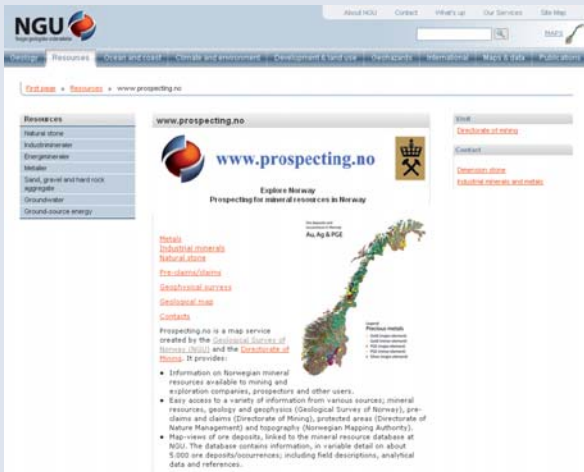 About NGU Contact What's up Our Services Site Map
NGU
MAPS
Geology Resources Ocean and coast Climate and environment Development & land use Geohazards International Maps & data Publications
First page » Resources » www.prospecting.no
Resources
Natural stone
Industrimineraler
Energimineraler
Metaller
Sand, gravel and hard rock
aggregate
Groundwater
Ground-source energy
www.prospecting.no
www.prospecting.no
Explore Norway
Prospecting for mineral resources in Norway
Au, Ag & PGE
Metals
Industrial minerals
Natural stone
Pre-claims/claims
Geophysical surveys
Geological map
Contacts
Legend
Precious metals
Prospecting.no is a map service
created by the Geological Survey of
Norway (NGU) and the Directorate of
Mining. It provides:
• Information on Norwegian mineral
resources available to mining and
exploration companies, prospectors and other users.
• Easy access to a variety of information from various sources; mineral
resources, geology and geophysics (Geological Survey of Norway), pre-
claims and claims (Directorate of Mining), protected areas (Directorate of
Nature Management) and topography (Norwegian Mapping Authority).
• Map-views of ore deposits, linked to the mineral resource database at
NGU. The database contains information, in variable detail on about
5.000 ore deposits/occurrences; including field descriptions, analytical
data and references.
Visit
Directorate of mining
Contact
Dimension stone
Industrial minerals and metals